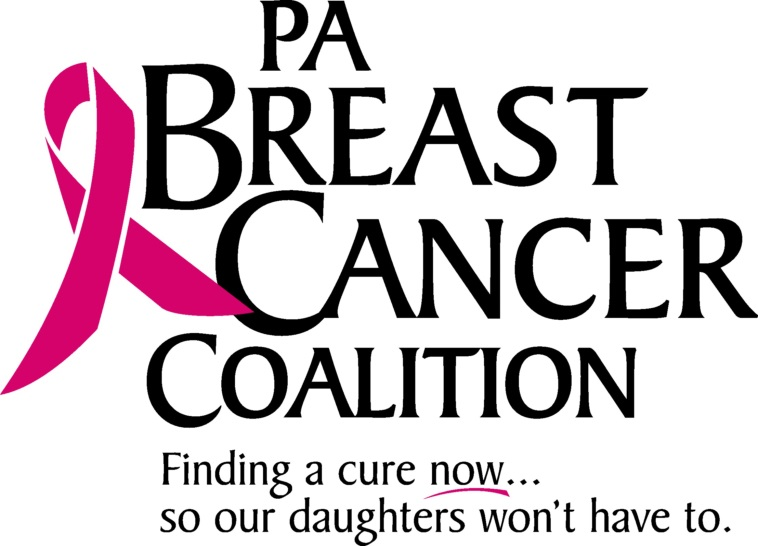 PA
BREAST
CANCER
COALITION
Finding a cure now...
so our daughters won't have to.